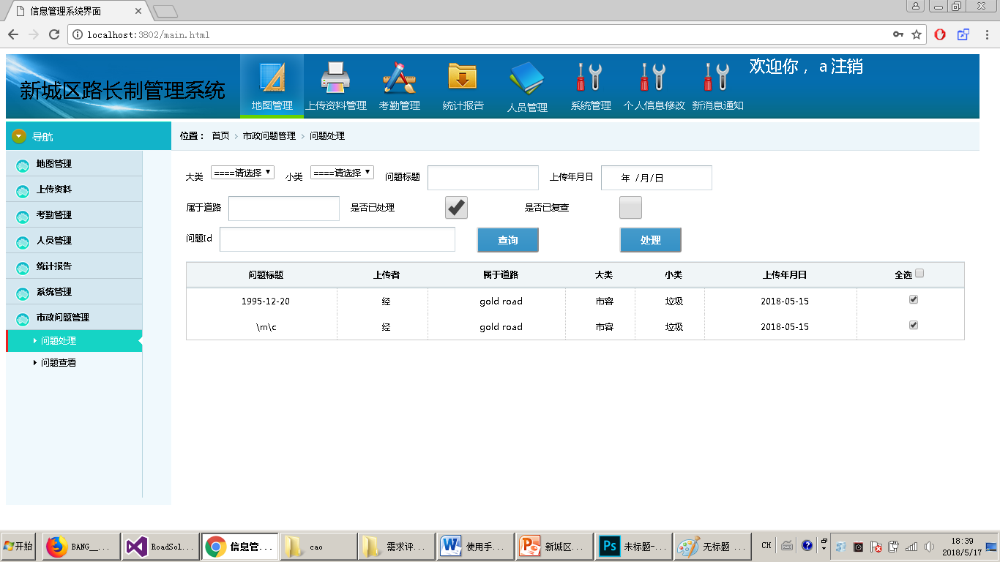 信息管理系统界面
localhost:3802/main.html
新城区路长制管理系统
地图管理 上传资料管理 考勤管理 统计报告 人员管理 系统管理 个人信息修改 新消息通知
欢迎你， a 注销
导航
位置： 首页 › 市政问题管理 › 问题处理
地图管理
上传资料
考勤管理
人员管理
统计报告
系统管理
市政问题管理
问题处理
问题查看
大类 ====请选择 小类 ====请选择 问题标题 上传年月日 年 /月/日
属于道路 是否已处理 是否已复查
问题Id 查询 处理
问题标题 上传者 属于道路 大类 小类 上传年月日 全选
1995-12-20 经 gold road 市容 垃圾 2018-05-15
\m\c 经 gold road 市容 垃圾 2018-05-15
开始 BANG__... RoadSol... 信息管... cao 需求评... 使用手... 新城区... 未标题-... 无标题 ... CH 18:39
2018/5/17